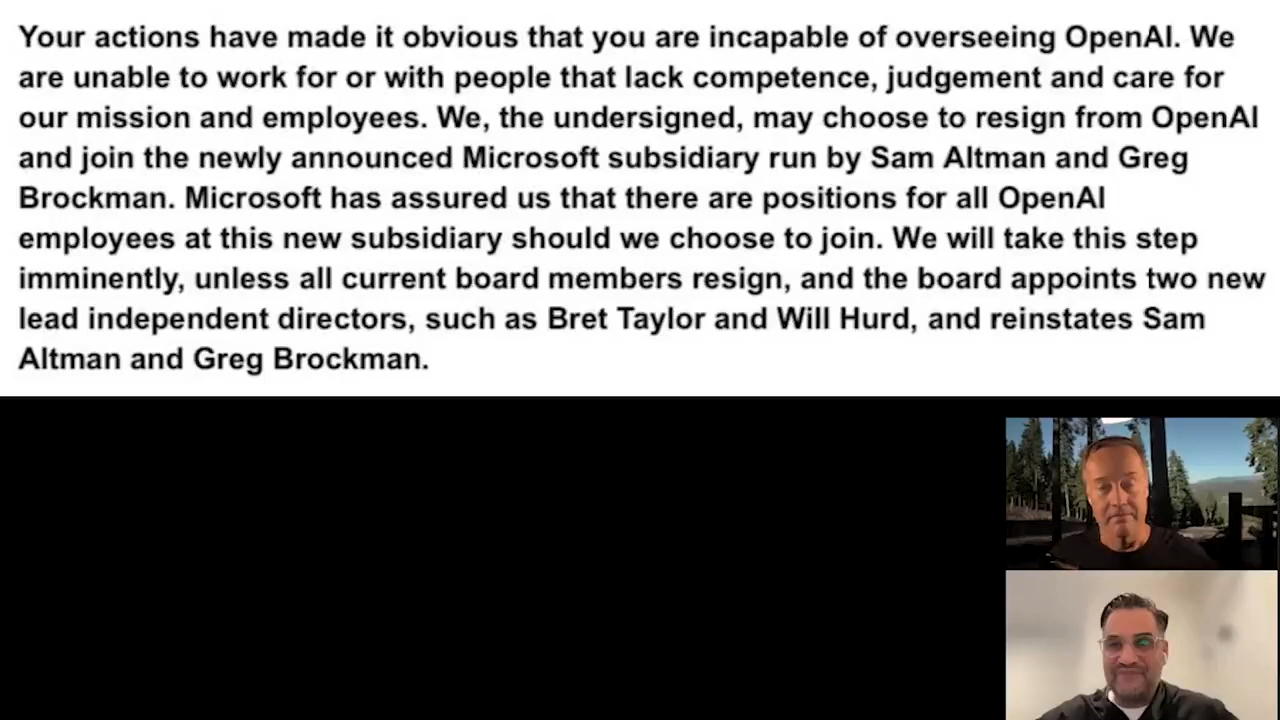 Your actions have made it obvious that you are incapable of overseeing OpenAI. We
are unable to work for or with people that lack competence, judgement and care for
our mission and employees. We, the undersigned, may choose to resign from OpenAI
and join the newly announced Microsoft subsidiary run by Sam Altman and Greg
Brockman. Microsoft has assured us that there are positions for all OpenAI
employees at this new subsidiary should we choose to join. We will take this step
imminently, unless all current board members resign, and the board appoints two new
lead independent directors, such as Bret Taylor and Will Hurd, and reinstates Sam
Altman and Greg Brockman.